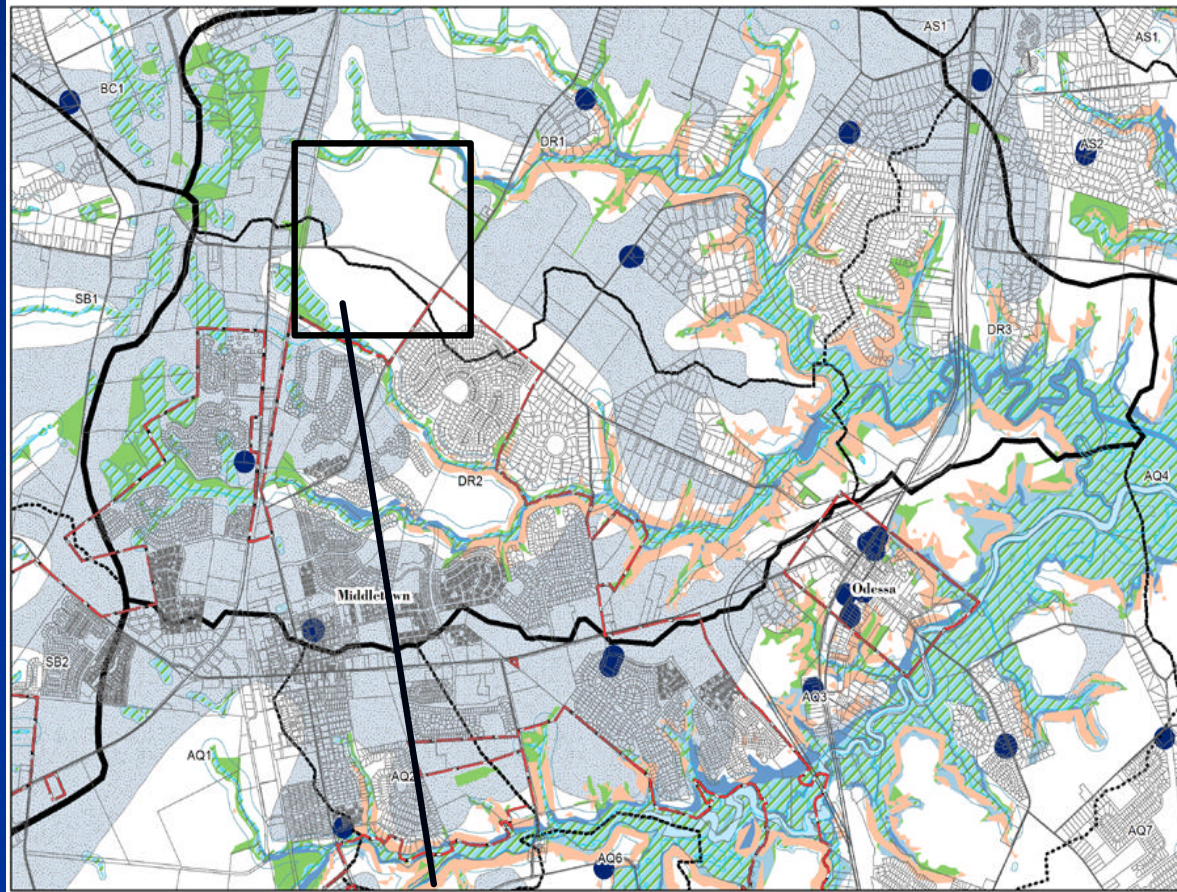 AS1
AS1
BC1
DR1
AS2
SB1
DR3
DR2
AQ4
Middletown
Odessa
SB2
AQ3
AQ1
AQ2
AQ7
AQ6